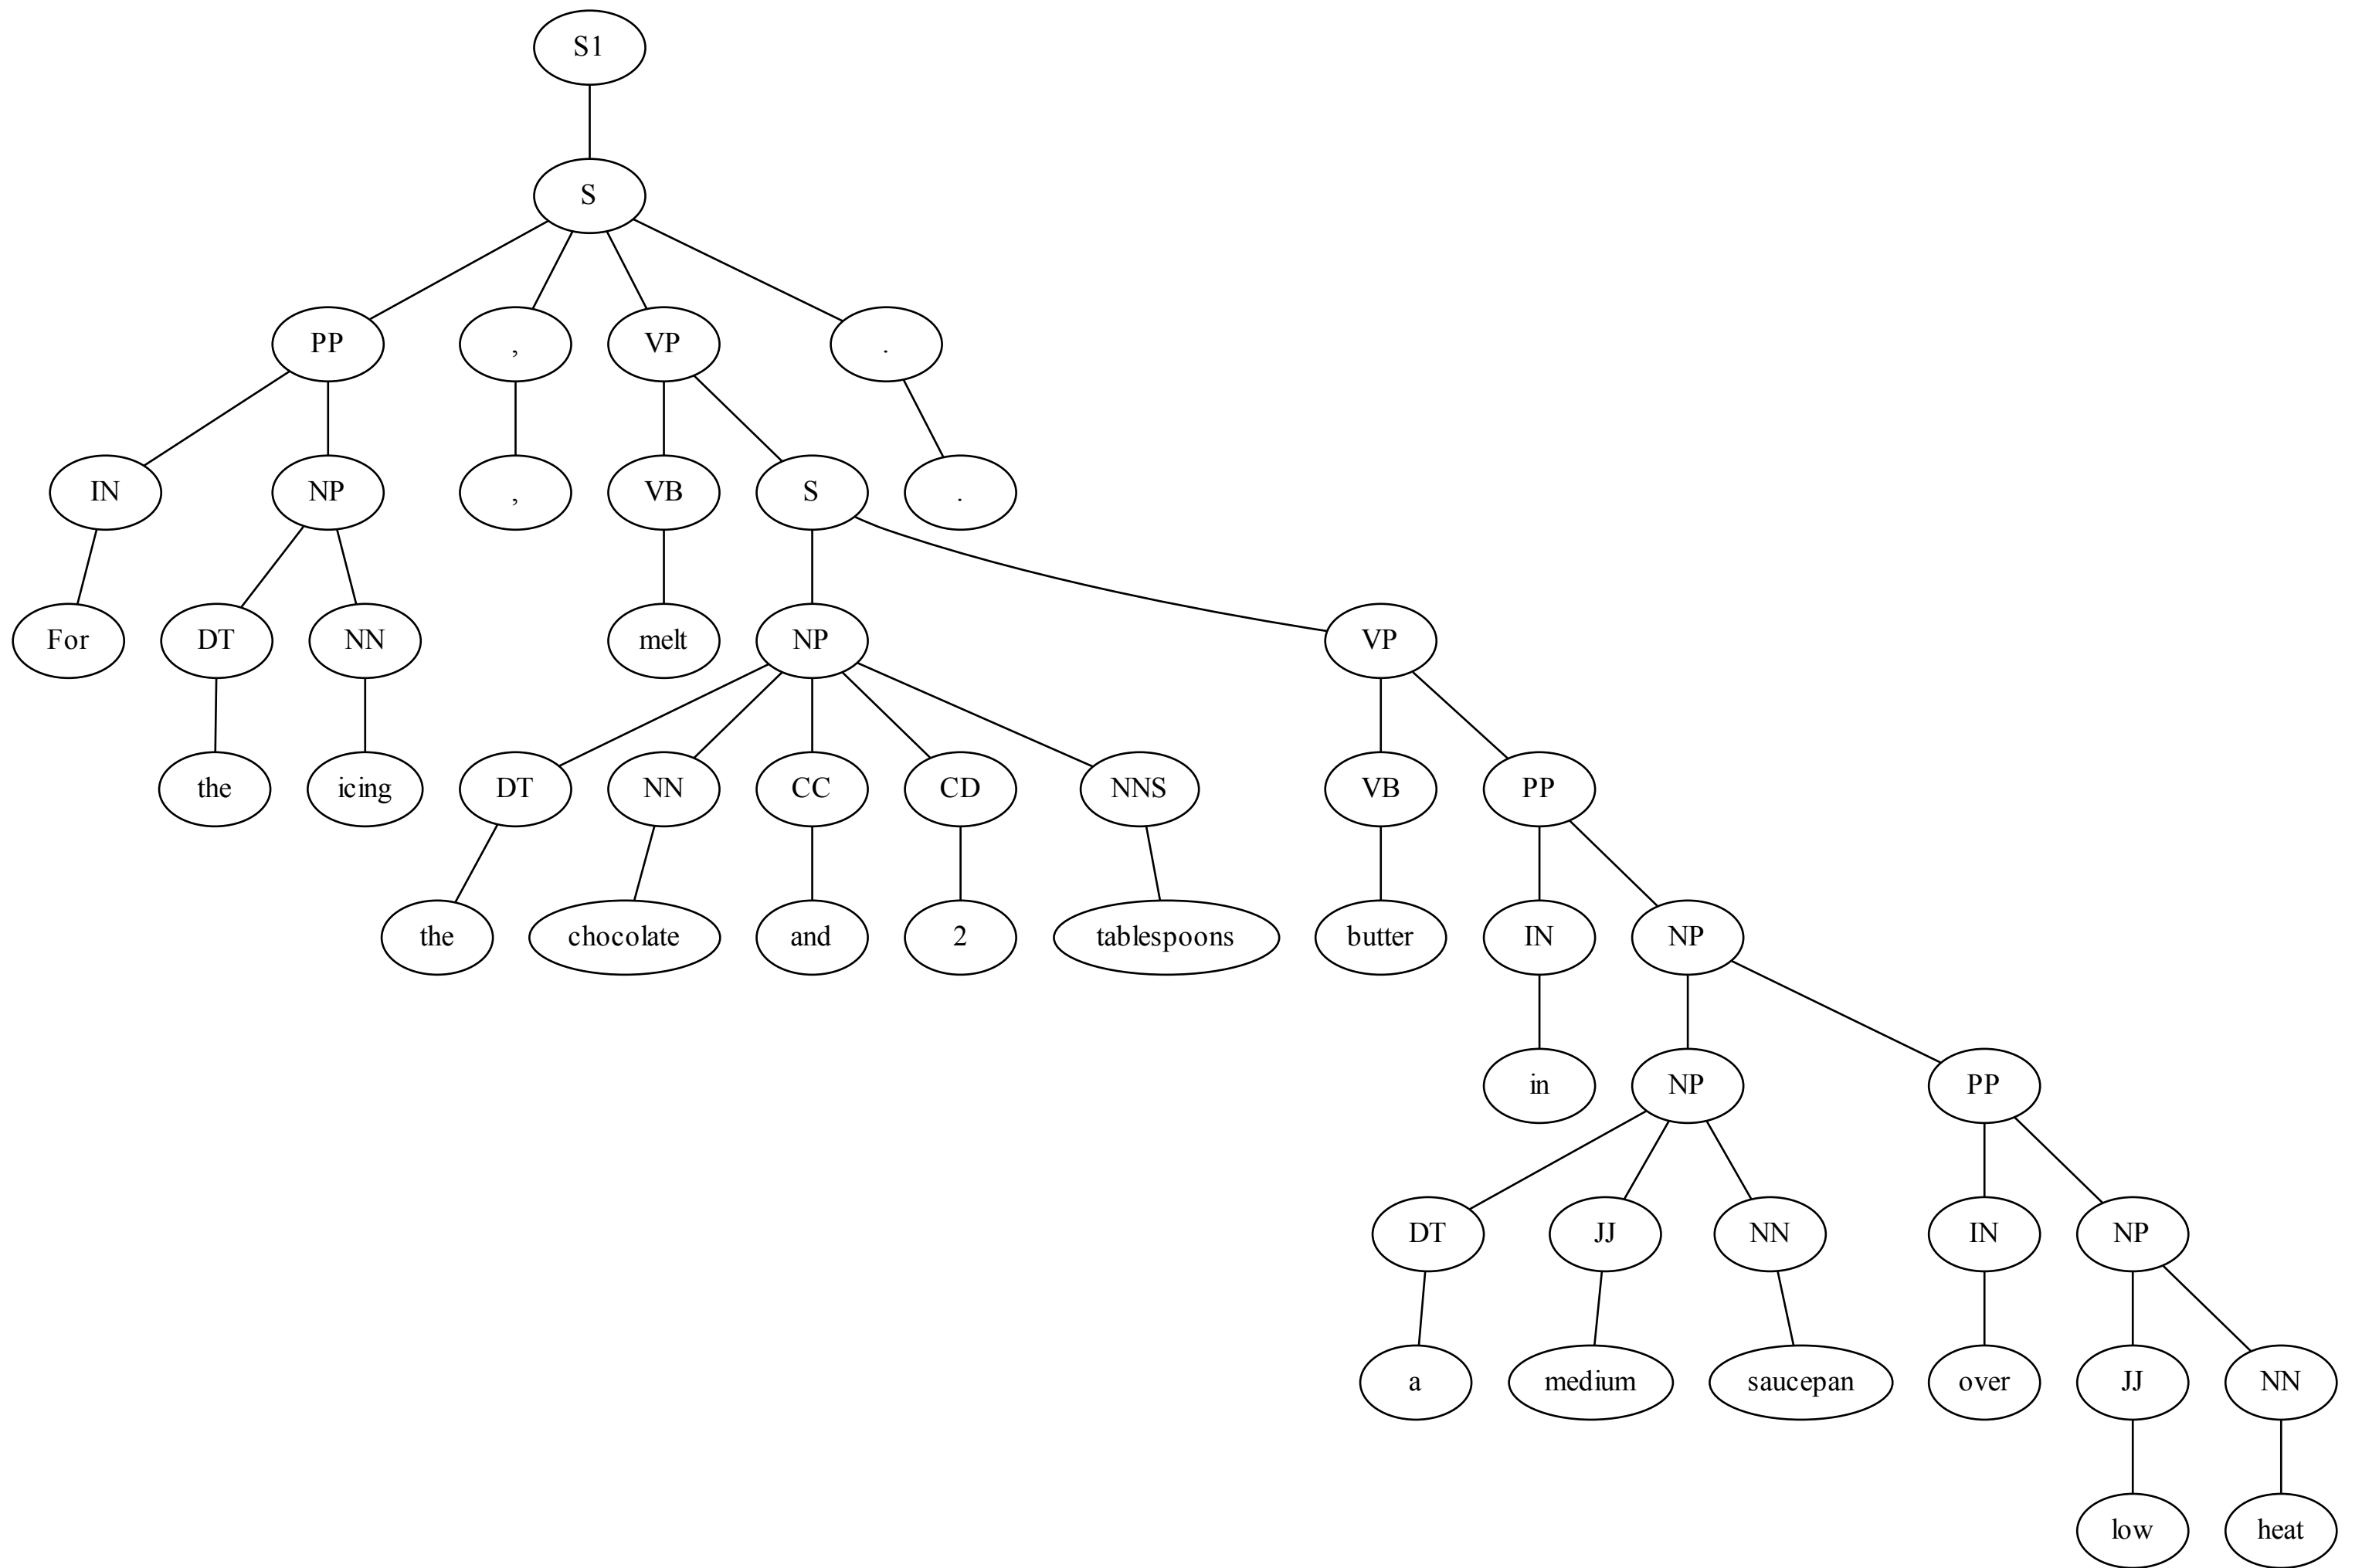 S1
S
PP , VP .
IN NP , VB S .
For DT NN melt NP VP
the icing DT NN CC CD NNS VB PP
the chocolate and 2 tablespoons butter IN NP
in NP PP
DT JJ NN IN NP
a medium saucepan over JJ NN
low heat